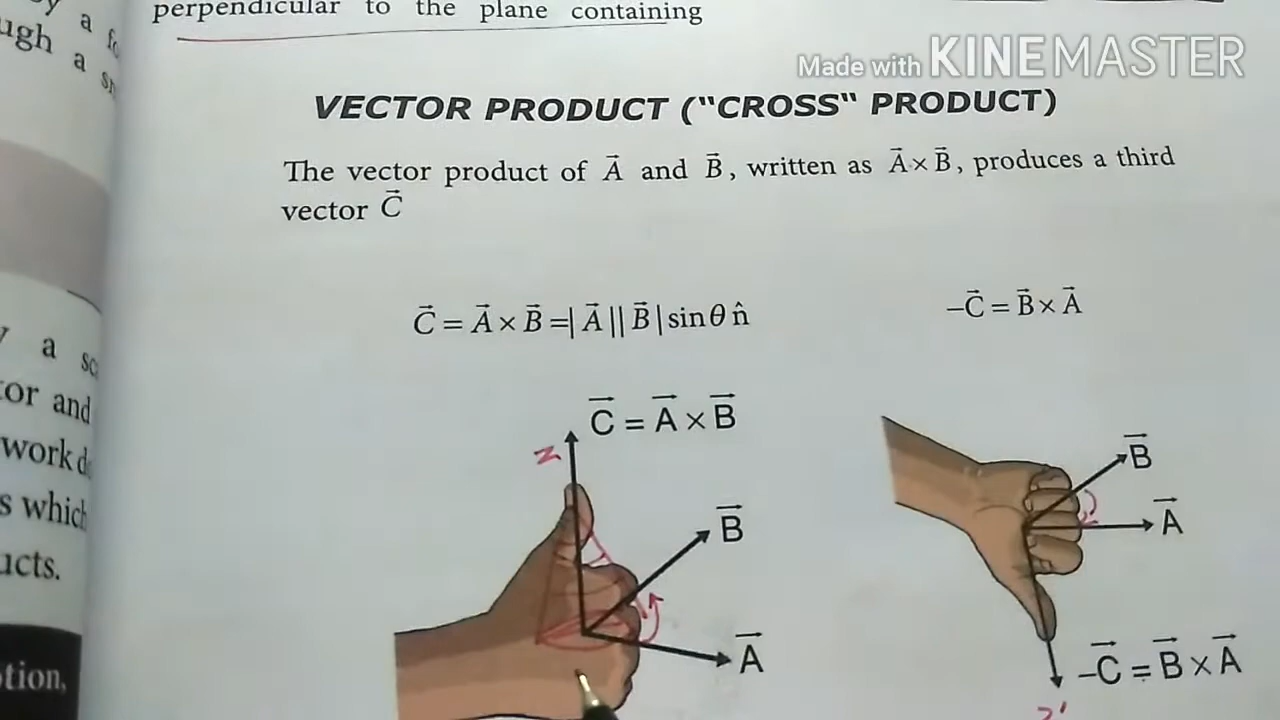 perpendicular to the plane containing
Made with KINEMASTER
VECTOR PRODUCT ("CROSS" PRODUCT)
The vector product of A⃗ and B⃗, written as A⃗×B⃗, produces a third
vector C⃗
C⃗ = A⃗ × B⃗ =| A⃗ || B⃗ | sinθ n̂
–C⃗ = B⃗ × A⃗
C⃗ = A⃗ × B⃗
z
B⃗
A⃗
B⃗
A⃗
–C⃗ = B⃗ × A⃗
z'
a
ugh a
a
and
work
s which
ucts.
tion,